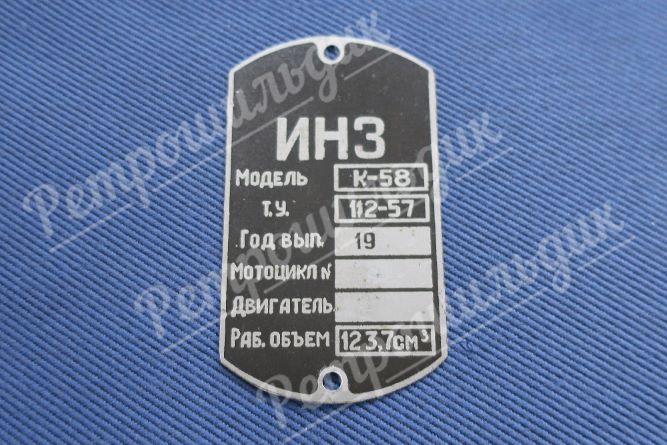 ИНЗ
МОДЕЛЬ К-58
Т.У. 112-57
ГОД ВЫП. 19
МОТОЦИКЛ №
ДВИГАТЕЛЬ
РАБ. ОБЪЕМ 123,7см³
Ретрошильдик
Ретрошильдик
Ретрошильдик